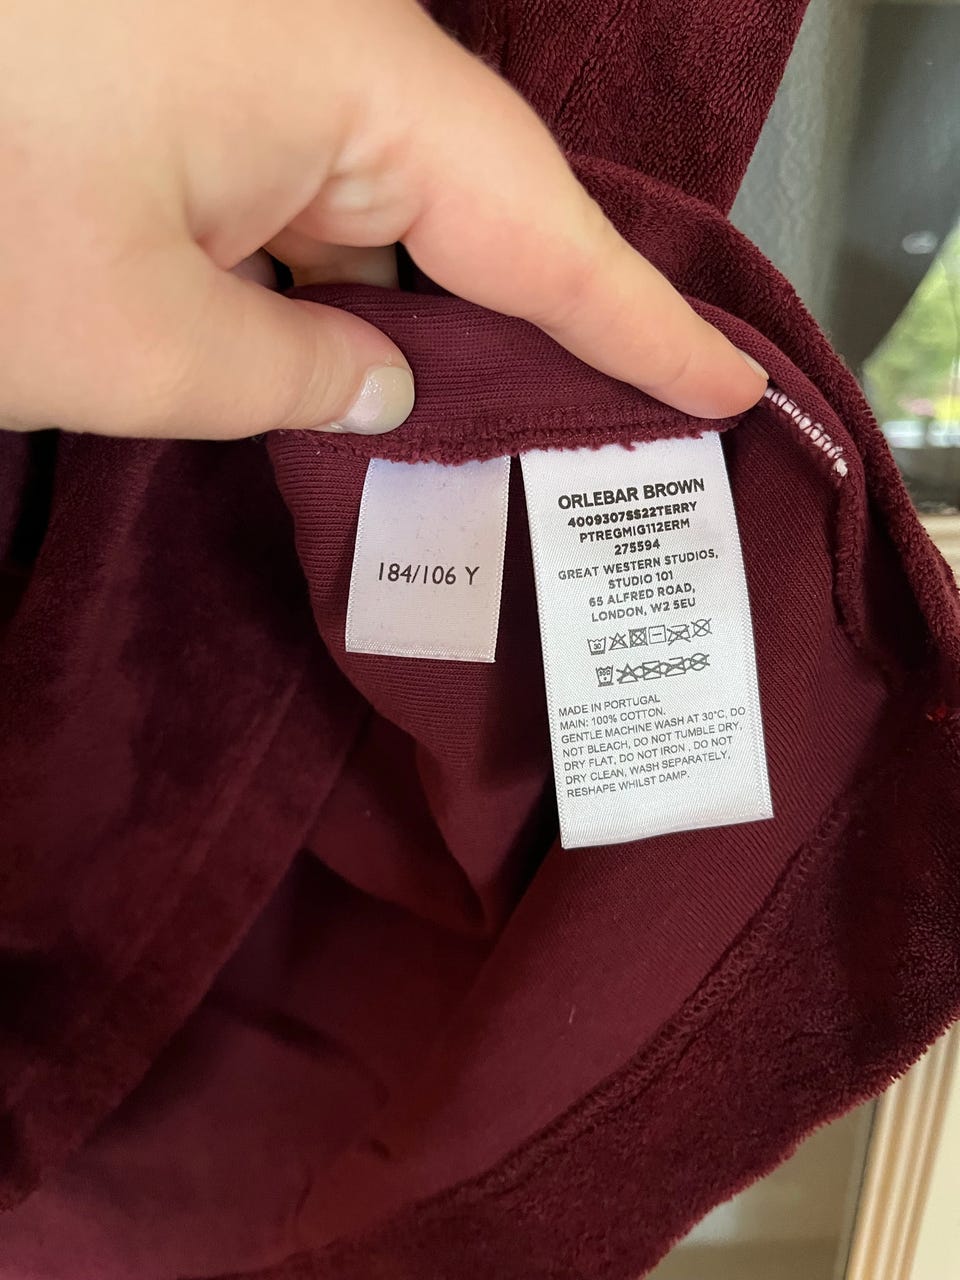 184/106 Y
ORLEBAR BROWN
4009307SS22TERRY
PTREGMIG112ERM
275594
GREAT WESTERN STUDIOS,
STUDIO 101
65 ALFRED ROAD,
LONDON, W2 5EU
30
MADE IN PORTUGAL
MAIN: 100% COTTON.
GENTLE MACHINE WASH AT 30°C, DO
NOT BLEACH, DO NOT TUMBLE DRY,
DRY FLAT, DO NOT IRON , DO NOT
DRY CLEAN, WASH SEPARATELY,
RESHAPE WHILST DAMP.